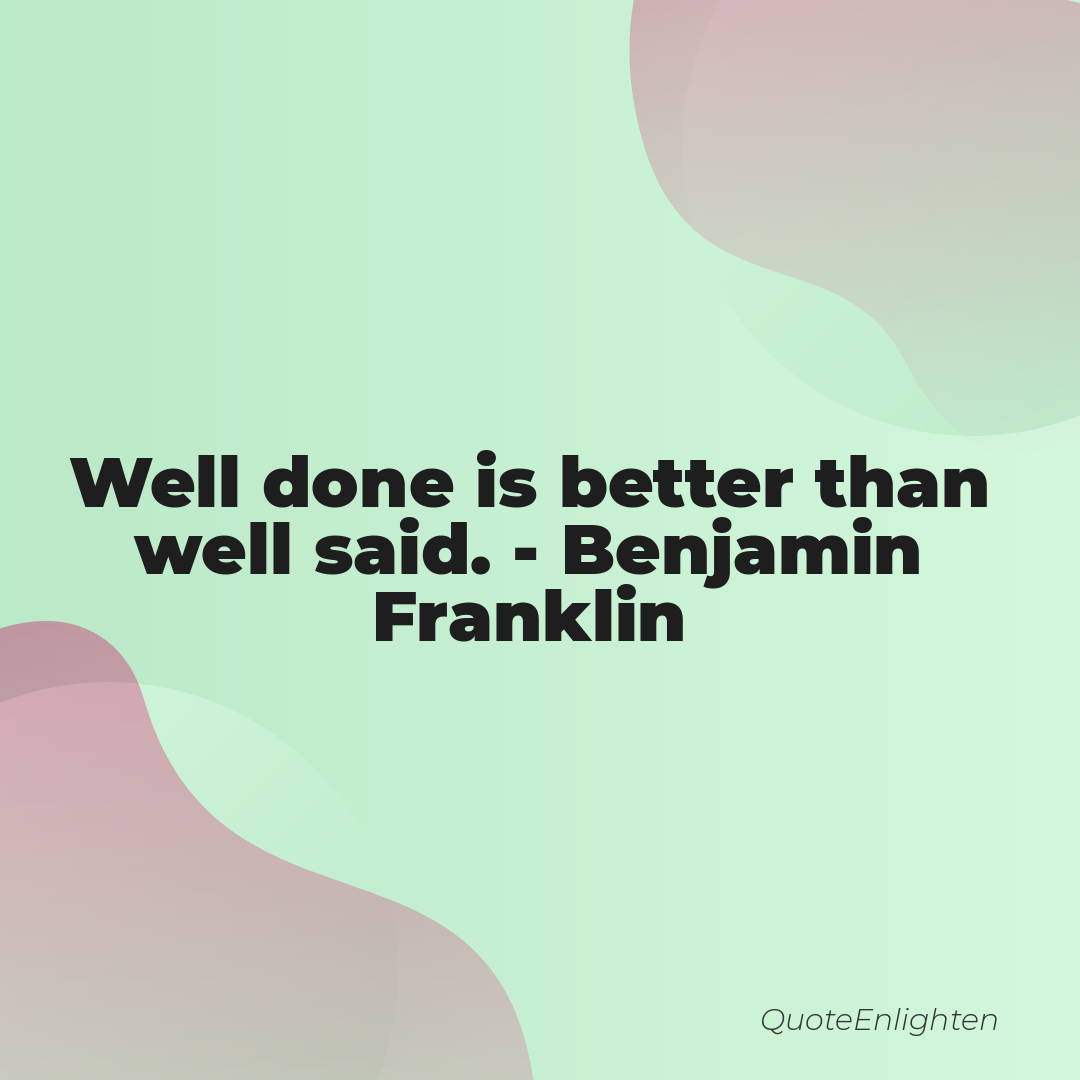 Well done is better than
well said. - Benjamin
Franklin
QuoteEnlighten